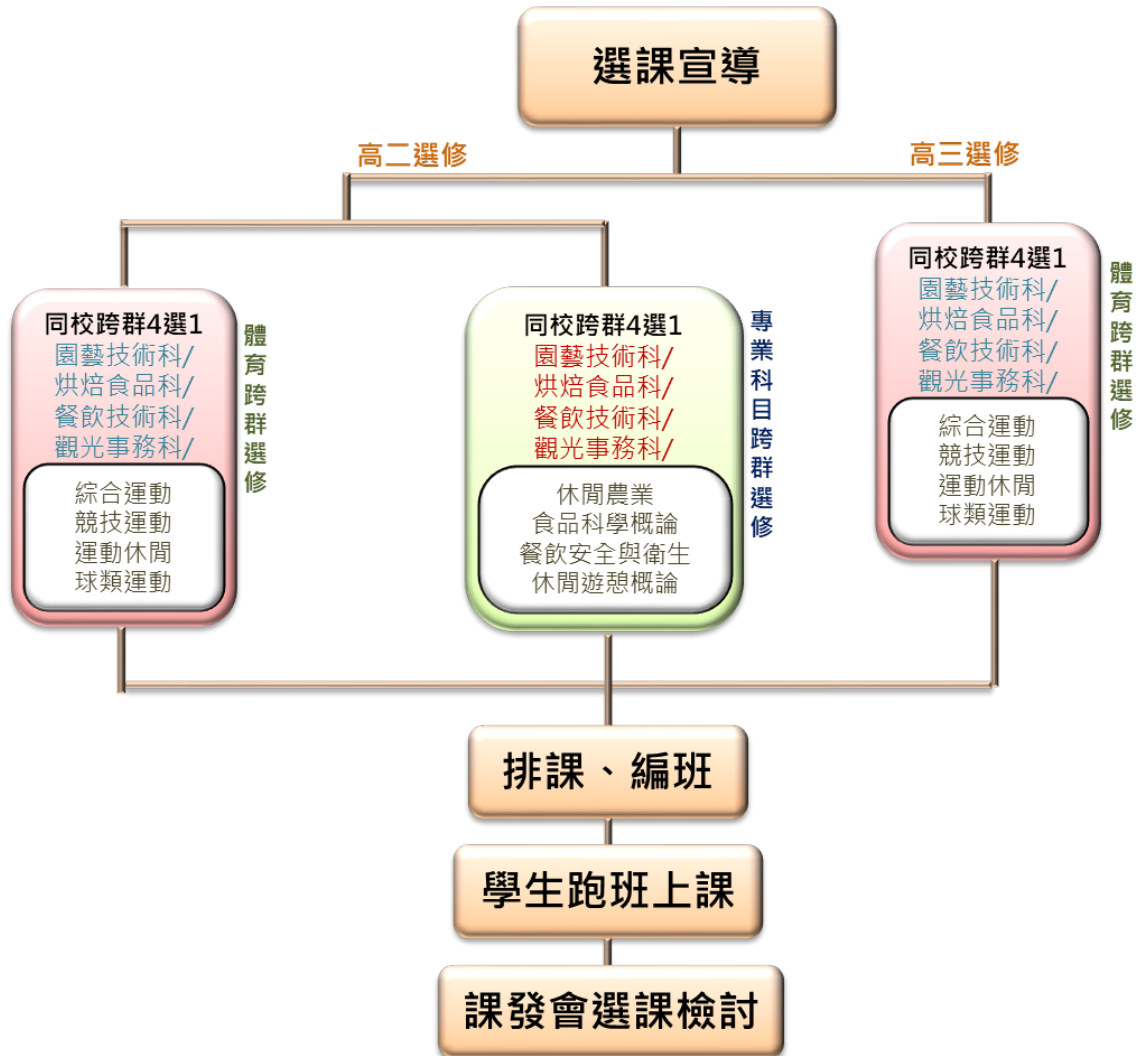 選課宣導
高二選修
高三選修
同校跨群4選1
園藝技術科/
烘焙食品科/
餐飲技術科/
觀光事務科/
綜合運動
競技運動
運動休閒
球類運動
體育跨群選修
同校跨群4選1
園藝技術科/
烘焙食品科/
餐飲技術科/
觀光事務科/
休閒農業
食品科學概論
餐飲安全與衛生
休閒遊憩概論
專業科目跨群選修
同校跨群4選1
園藝技術科/
烘焙食品科/
餐飲技術科/
觀光事務科/
綜合運動
競技運動
運動休閒
球類運動
體育跨群選修
排課、編班
學生跑班上課
課發會選課檢討